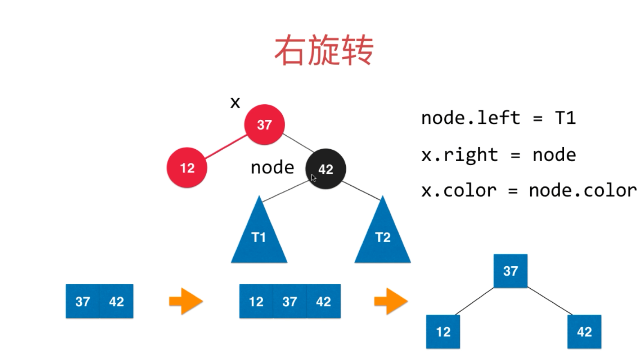 右旋转
x
37
12
node
42
T1
T2
node.left = T1
x.right = node
x.color = node.color
37 42
12 37 42
37
12
42